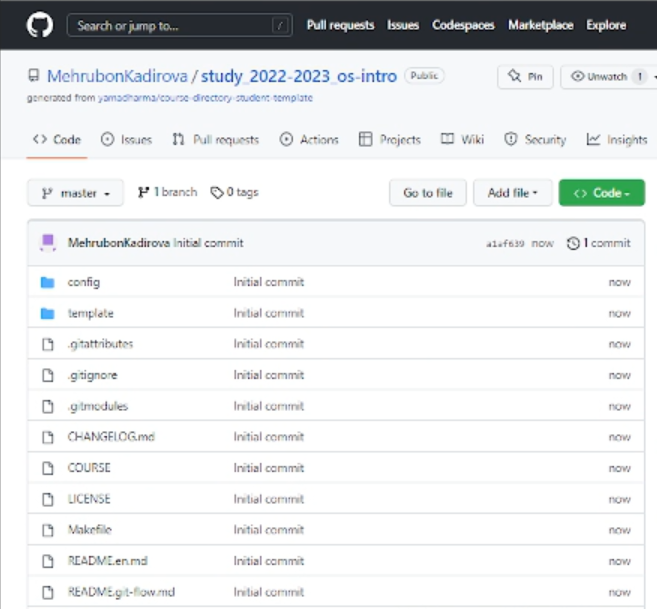 Search or jump to... /
Pull requests Issues Codespaces Marketplace Explore
MehrubonKadirova / study_2022-2023_os-intro Public
Pin Unwatch 1
generated from yamadharma/course-directory-student-template
<> Code Issues Pull requests Actions Projects Wiki Security Insights
master 1 branch 0 tags Go to file Add file <> Code
MehrubonKadirova Initial commit a1af639 now 1 commit
config Initial commit now
template Initial commit now
.gitattributes Initial commit now
.gitignore Initial commit now
.gitmodules Initial commit now
CHANGELOG.md Initial commit now
COURSE Initial commit now
LICENSE Initial commit now
Makefile Initial commit now
README.en.md Initial commit now
README.git-flow.md Initial commit now